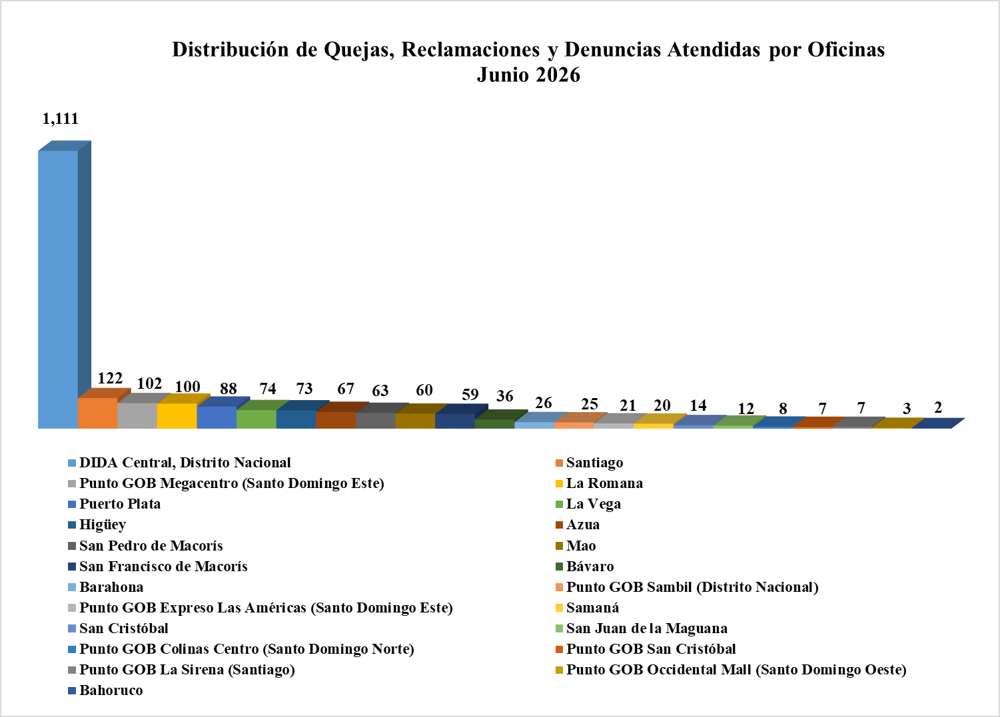 Distribución de Quejas, Reclamaciones y Denuncias Atendidas por Oficinas
Junio 2026
1,111
122
102
100
88
74
73
67
63
60
59
36
26
25
21
20
14
12
8
7
7
3
2
DIDA Central, Distrito Nacional
Santiago
Punto GOB Megacentro (Santo Domingo Este)
La Romana
Puerto Plata
La Vega
Higüey
Azua
San Pedro de Macorís
Mao
San Francisco de Macorís
Bávaro
Barahona
Punto GOB Sambil (Distrito Nacional)
Punto GOB Expreso Las Américas (Santo Domingo Este)
Samaná
San Cristóbal
San Juan de la Maguana
Punto GOB Colinas Centro (Santo Domingo Norte)
Punto GOB San Cristóbal
Punto GOB La Sirena (Santiago)
Punto GOB Occidental Mall (Santo Domingo Oeste)
Bahoruco